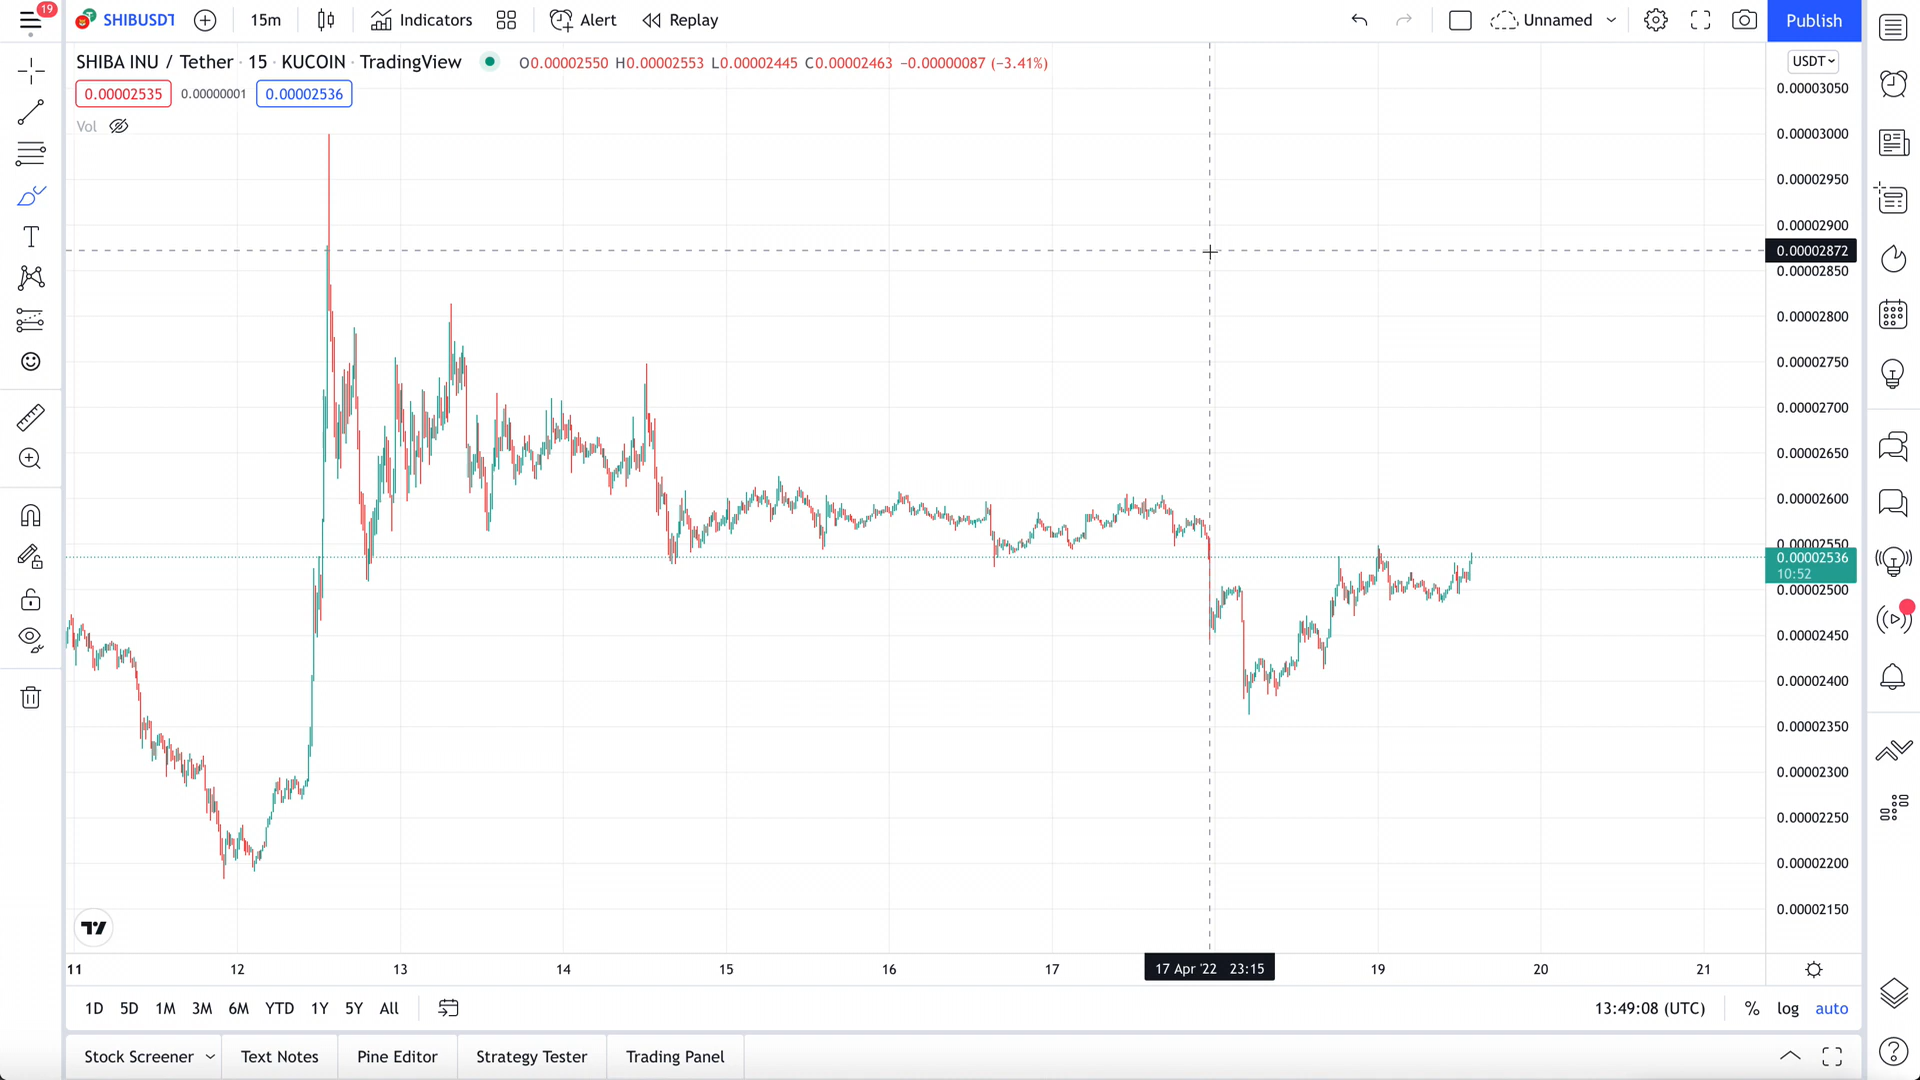 19
SHIBUSDT
15m
Indicators
Alert
Replay
Unnamed
Publish
SHIBA INU / Tether · 15 · KUCOIN · TradingView
O0.00002550 H0.00002553 L0.00002445 C0.00002463 −0.00000087 (−3.41%)
USDT
0.00002535
0.00000001
0.00002536
Vol
0.00003050
0.00003000
0.00002950
0.00002900
0.00002872
0.00002850
0.00002800
0.00002750
0.00002700
0.00002650
0.00002600
0.00002550
0.00002536
10:52
0.00002500
0.00002450
0.00002400
0.00002350
0.00002300
0.00002250
0.00002200
0.00002150
11
12
13
14
15
16
17
17 Apr '22 23:15
19
20
21
1D 5D 1M 3M 6M YTD 1Y 5Y All
13:49:08 (UTC)
%
log
auto
Stock Screener
Text Notes
Pine Editor
Strategy Tester
Trading Panel